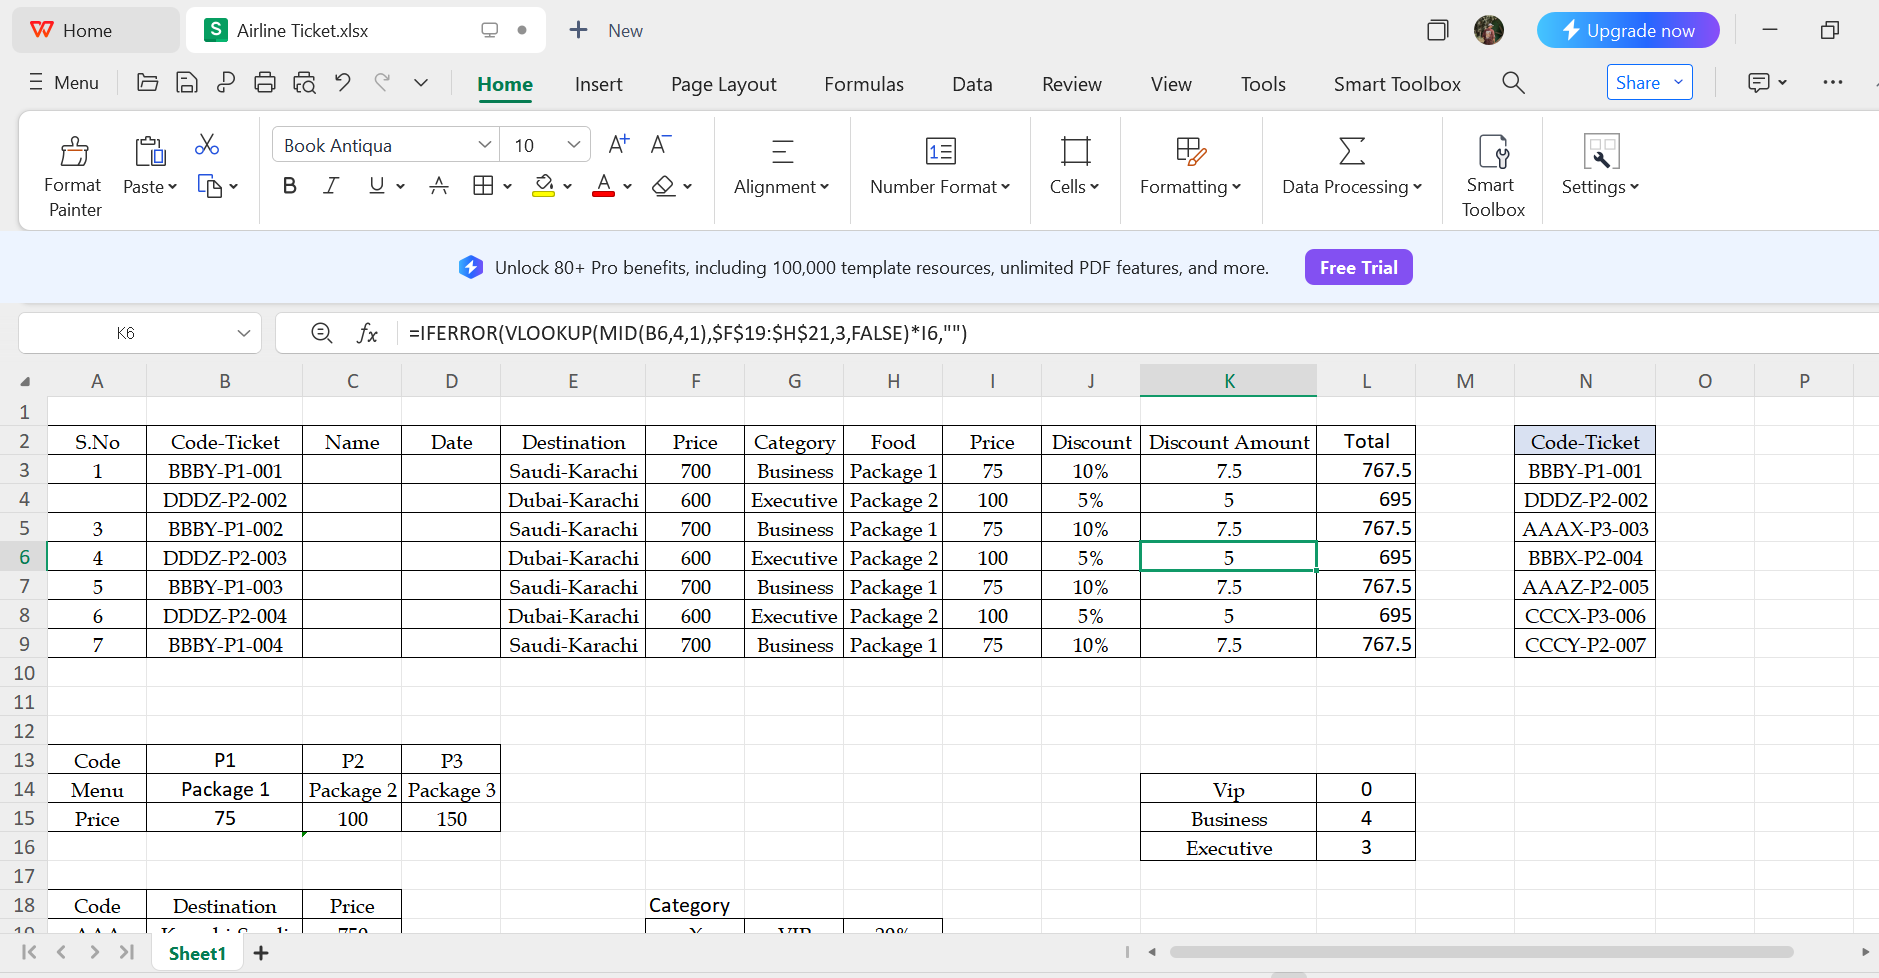 Home
S Airline Ticket.xlsx
New
Upgrade now
Menu
Home Insert Page Layout Formulas Data Review View Tools Smart Toolbox
Share
Format Painter
Paste
Book Antiqua 10
Alignment
Number Format
Cells
Formatting
Data Processing
Smart Toolbox
Settings
Unlock 80+ Pro benefits, including 100,000 template resources, unlimited PDF features, and more. Free Trial
K6 fx =IFERROR(VLOOKUP(MID(B6,4,1),$F$19:$H$21,3,FALSE)*I6,"")
A B C D E F G H I J K L M N O P
1
2 S.No Code-Ticket Name Date Destination Price Category Food Price Discount Discount Amount Total Code-Ticket
3 1 BBBY-P1-001 Saudi-Karachi 700 Business Package 1 75 10% 7.5 767.5 BBBY-P1-001
4 DDDZ-P2-002 Dubai-Karachi 600 Executive Package 2 100 5% 5 695 DDDZ-P2-002
5 3 BBBY-P1-002 Saudi-Karachi 700 Business Package 1 75 10% 7.5 767.5 AAAX-P3-003
6 4 DDDZ-P2-003 Dubai-Karachi 600 Executive Package 2 100 5% 5 695 BBBX-P2-004
7 5 BBBY-P1-003 Saudi-Karachi 700 Business Package 1 75 10% 7.5 767.5 AAAZ-P2-005
8 6 DDDZ-P2-004 Dubai-Karachi 600 Executive Package 2 100 5% 5 695 CCCX-P3-006
9 7 BBBY-P1-004 Saudi-Karachi 700 Business Package 1 75 10% 7.5 767.5 CCCY-P2-007
10
11
12
13 Code P1 P2 P3
14 Menu Package 1 Package 2 Package 3 Vip 0
15 Price 75 100 150 Business 4
16 Executive 3
17
18 Code Destination Price Category
Sheet1